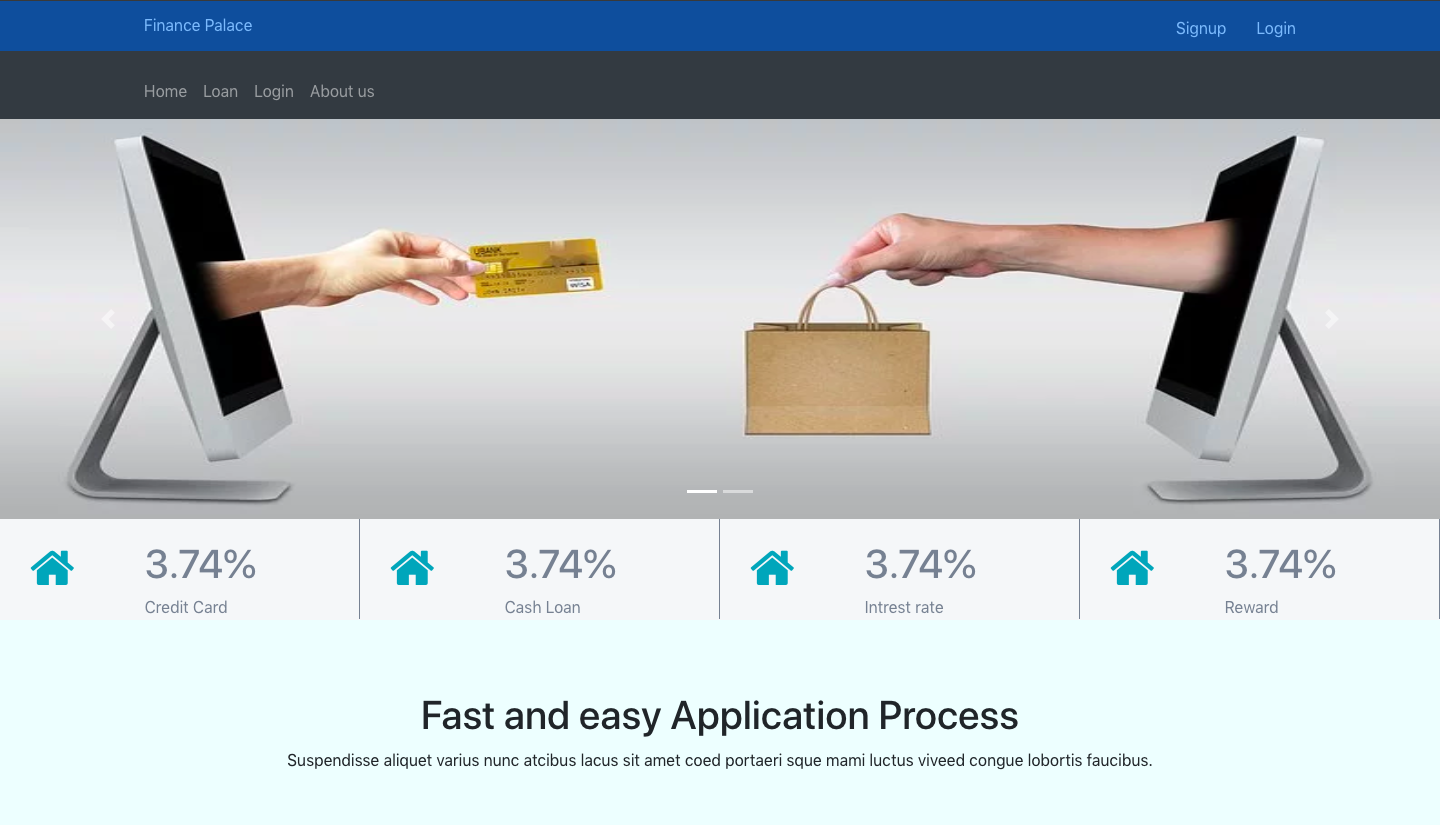 Finance Palace
Signup Login
Home Loan Login About us
UBANK
VISA
3.74% 3.74% 3.74% 3.74%
Credit Card Cash Loan Intrest rate Reward
Fast and easy Application Process
Suspendisse aliquet varius nunc atcibus lacus sit amet coed portaeri sque mami luctus viveed congue lobortis faucibus.